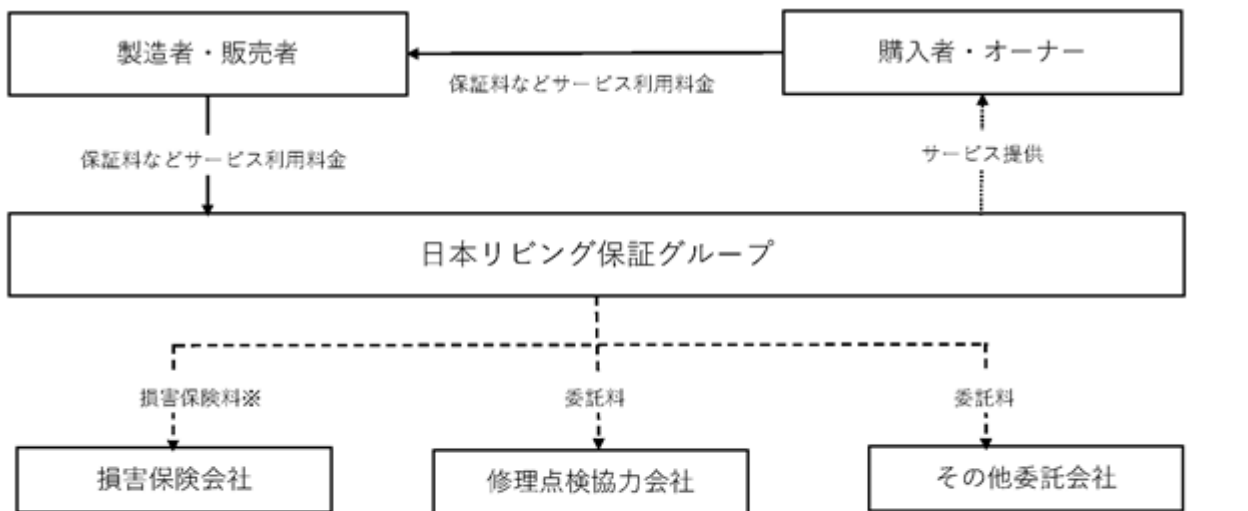 製造者・販売者
購入者・オーナー
保証料などサービス利用料金
保証料などサービス利用料金
サービス提供
日本リビング保証グループ
損害保険料※
委託料
委託料
損害保険会社
修理点検協力会社
その他委託会社